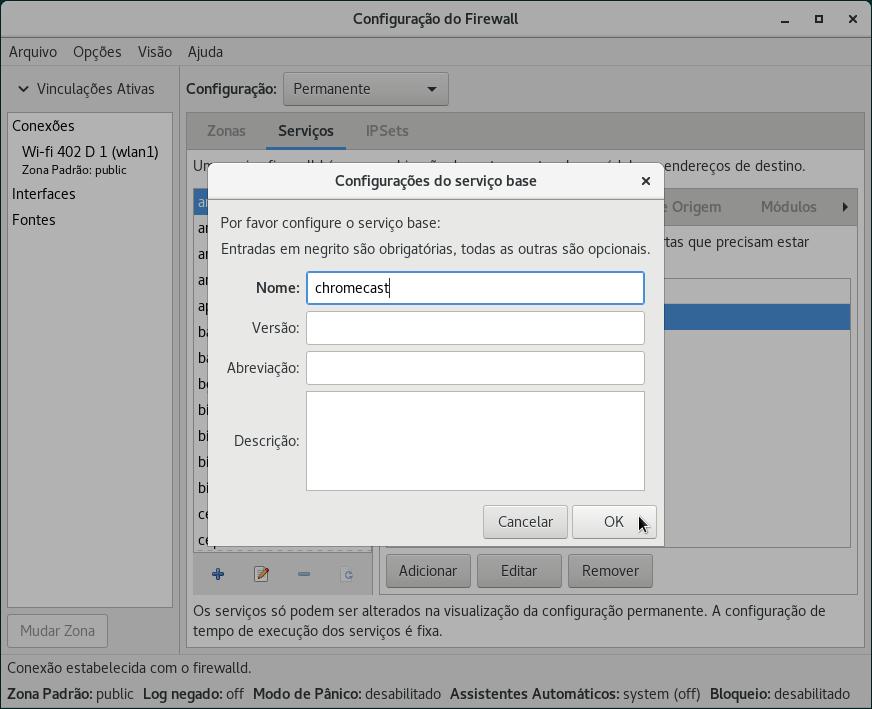 Configuração do Firewall
Arquivo Opções Visão Ajuda
Vinculações Ativas
Configuração: Permanente
Conexões
Wi-fi 402 D 1 (wlan1)
Zona Padrão: public
Interfaces
Fontes
Zonas Serviços IPSets
endereços de destino.
Origem Módulos
que precisam estar
Configurações do serviço base
Por favor configure o serviço base:
Entradas em negrito são obrigatórias, todas as outras são opcionais.
Nome: chromecast
Versão:
Abreviação:
Descrição:
Cancelar OK
Adicionar Editar Remover
Os serviços só podem ser alterados na visualização da configuração permanente. A configuração de
tempo de execução dos serviços é fixa.
Mudar Zona
Conexão estabelecida com o firewalld.
Zona Padrão: public Log negado: off Modo de Pânico: desabilitado Assistentes Automáticos: system (off) Bloqueio: desabilitado